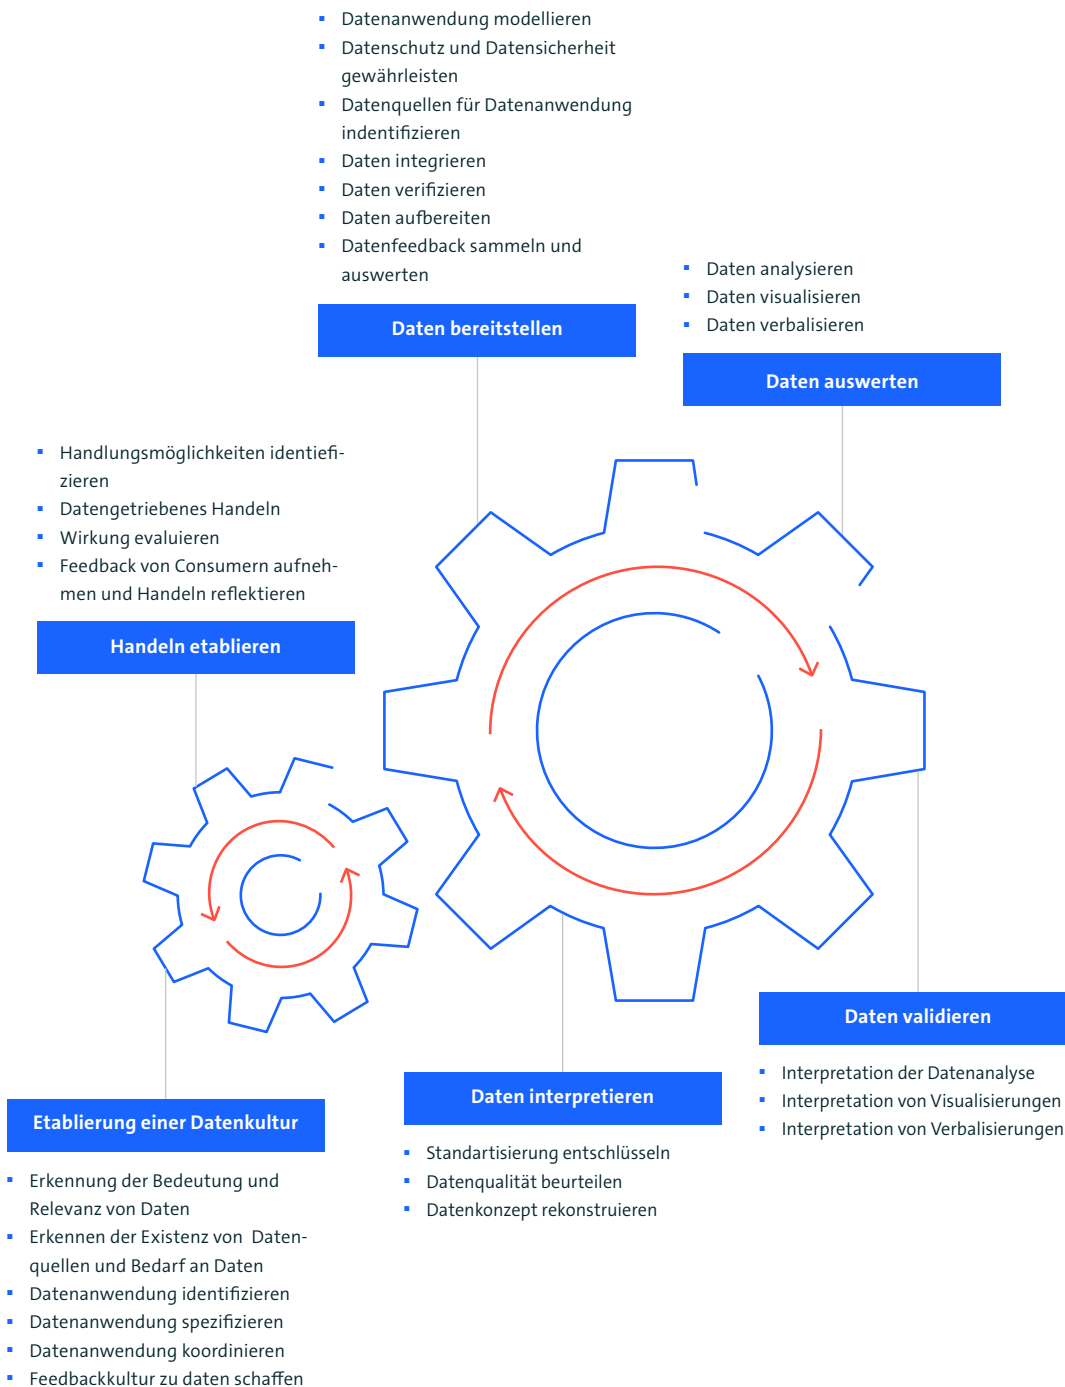 Datenanwendung modellieren
Datenschutz und Datensicherheit
gewährleisten
Datenquellen für Datenanwendung
indentifizieren
Daten integrieren
Daten verifizieren
Daten aufbereiten
Datenfeedback sammeln und
auswerten
Daten bereitstellen
Daten analysieren
Daten visualisieren
Daten verbalisieren
Daten auswerten
Handlungsmöglichkeiten identiefi-
zieren
Datengetriebenes Handeln
Wirkung evaluieren
Feedback von Consumern aufneh-
men und Handeln reflektieren
Handeln etablieren
Daten validieren
Interpretation der Datenanalyse
Interpretation von Visualisierungen
Interpretation von Verbalisierungen
Daten interpretieren
Standartisierung entschlüsseln
Datenqualität beurteilen
Datenkonzept rekonstruieren
Etablierung einer Datenkultur
Erkennung der Bedeutung und
Relevanz von Daten
Erkennen der Existenz von Daten-
quellen und Bedarf an Daten
Datenanwendung identifizieren
Datenanwendung spezifizieren
Datenanwendung koordinieren
Feedbackkultur zu daten schaffen